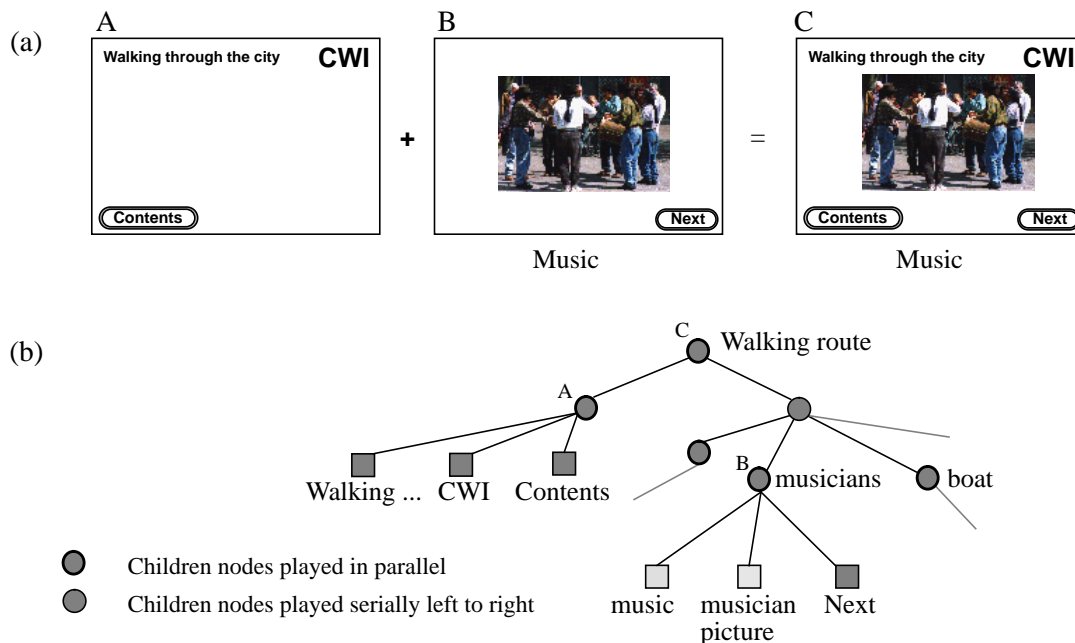 (a)
A
Walking through the city CWI
Contents
+
B
Next
Music
=
C
Walking through the city CWI
Contents Next
Music
(b)
C Walking route
A
B musicians
boat
Walking ... CWI Contents
music musician picture Next
Children nodes played in parallel
Children nodes played serially left to right